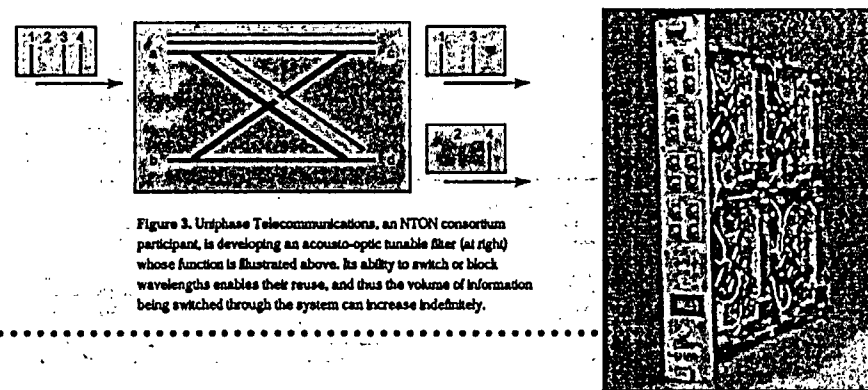 1 2 3 4
a
c
b
d
1 3
2 4
Figure 3. Uniphase Telecommunications, an NTON consortium
participant, is developing an acousto-optic tunable filter (at right)
whose function is illustrated above. Its ability to switch or block
wavelengths enables their reuse, and thus the volume of information
being switched through the system can increase indefinitely.